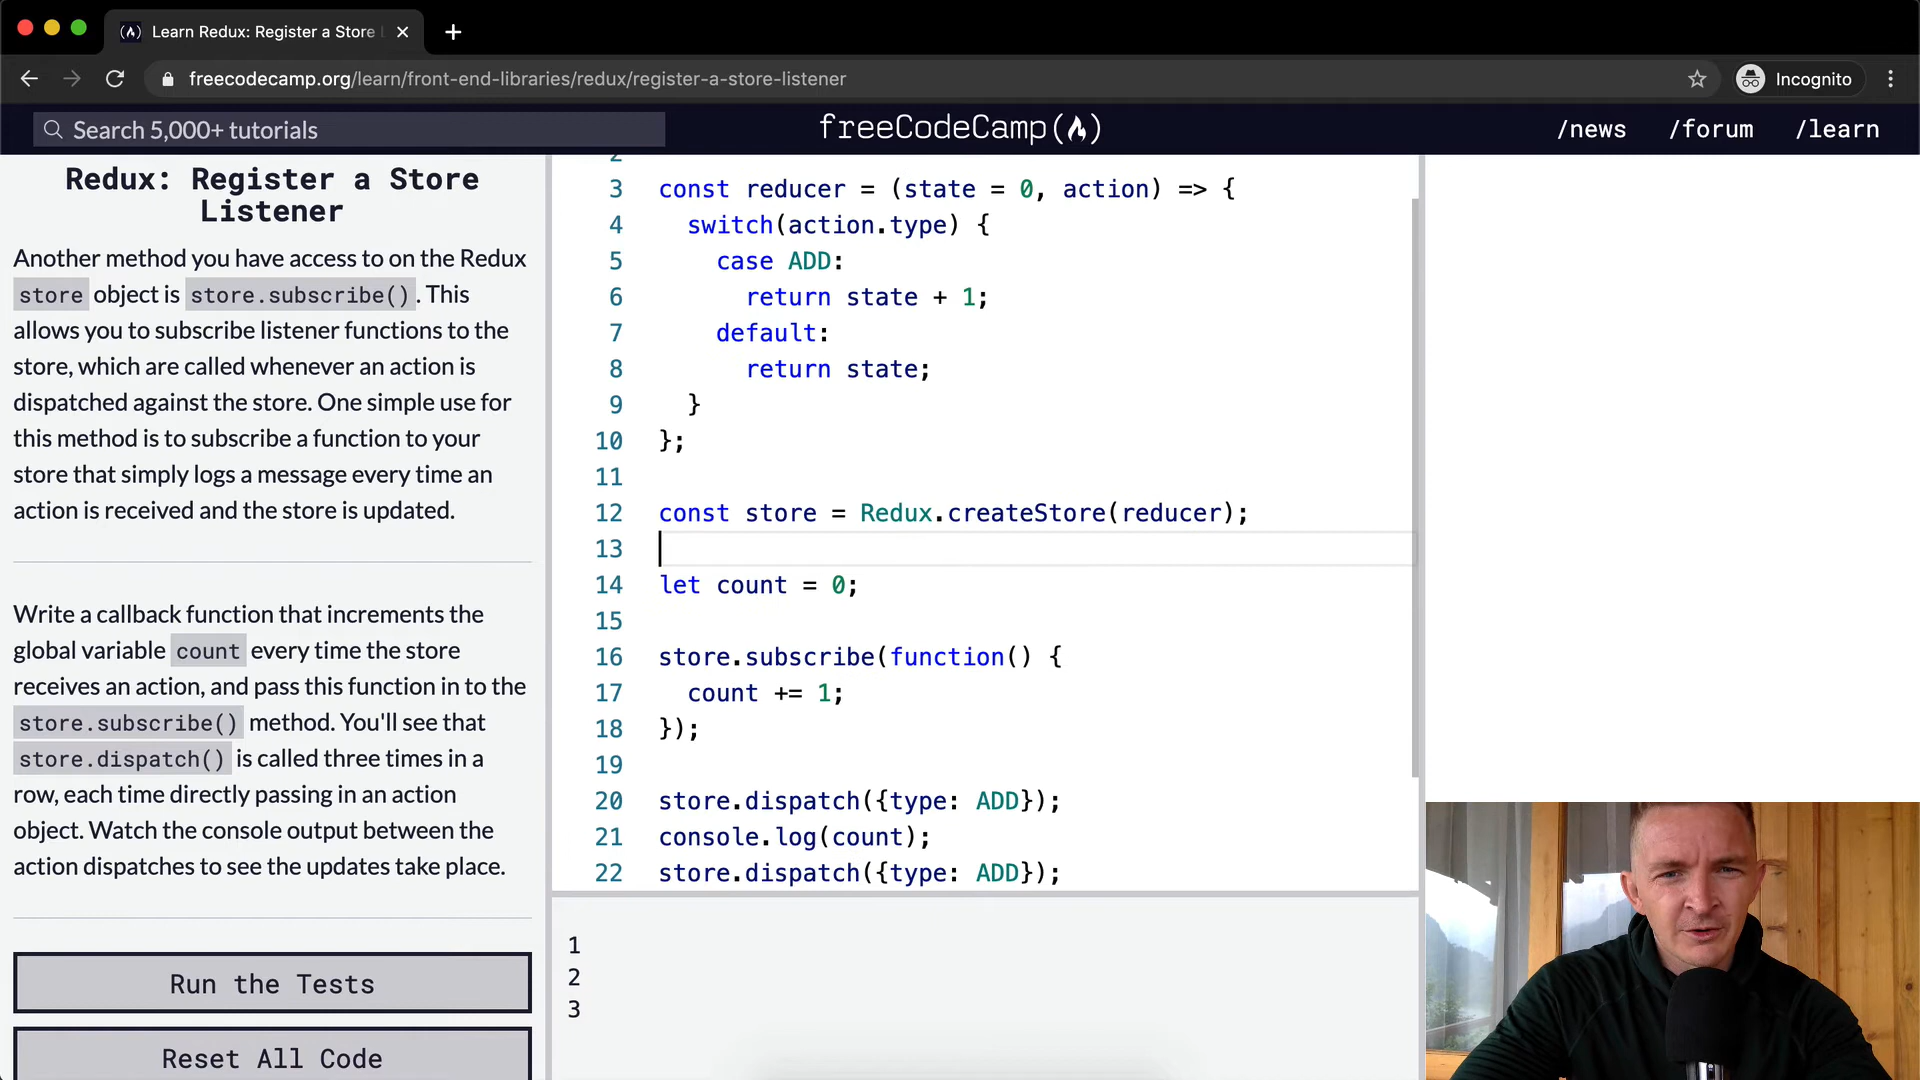 Learn Redux: Register a Store
freecodecamp.org/learn/front-end-libraries/redux/register-a-store-listener
Incognito
Search 5,000+ tutorials
freeCodeCamp
/news
/forum
/learn
Redux: Register a Store
Listener
Another method you have access to on the Redux
store object is store.subscribe(). This
allows you to subscribe listener functions to the
store, which are called whenever an action is
dispatched against the store. One simple use for
this method is to subscribe a function to your
store that simply logs a message every time an
action is received and the store is updated.
Write a callback function that increments the
global variable count every time the store
receives an action, and pass this function in to the
store.subscribe() method. You'll see that
store.dispatch() is called three times in a
row, each time directly passing in an action
object. Watch the console output between the
action dispatches to see the updates take place.
Run the Tests
Reset All Code
2
3 const reducer = (state = 0, action) => {
4 switch(action.type) {
5 case ADD:
6 return state + 1;
7 default:
8 return state;
9 }
10 };
11
12 const store = Redux.createStore(reducer);
13
14 let count = 0;
15
16 store.subscribe(function() {
17 count += 1;
18 });
19
20 store.dispatch({type: ADD});
21 console.log(count);
22 store.dispatch({type: ADD});
1
2
3